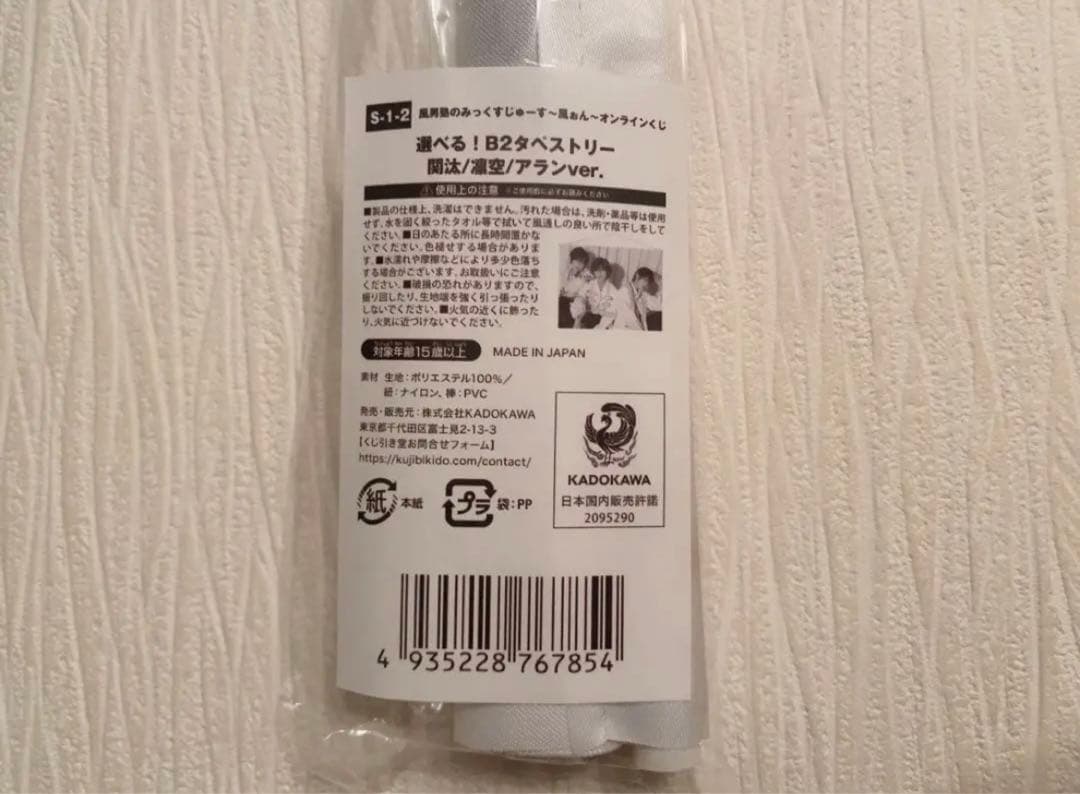 S-1-2 風男塾のみっくすじゅーす～風ぉん～オンラインくじ
選べる！B2タペストリー
関汰/凛空/アランver.
使用上の注意 ※ご使用前に必ずお読みください
■製品の仕様上、洗濯はできません。汚れた場合は、洗剤・薬品等は使用
せず、水を固く絞ったタオル等で拭いて風通しの良い所で陰干しをして
ください。■日のあたる所に長時間置かな
いでください。色褪せする場合がありま
す。■水濡れや摩擦などにより多少色落ち
する場合がございます。お取扱いにご注意
ください。■破損の恐れがありますので、
振り回したり、生地端を強く引っ張ったりし
ないでください。■火気の近くに飾った
り、火気に近づけないでください。
対象年齢15歳以上 MADE IN JAPAN
素材 生地：ポリエステル100%／
紐：ナイロン、棒：PVC
発売・販売元：株式会社KADOKAWA
東京都千代田区富士見2-13-3
【くじ引き堂お問合せフォーム】
https://kujibikido.com/contact/
紙 本紙 プラ 袋：PP
KADOKAWA
日本国内販売許諾
2095290
4 935228 767854